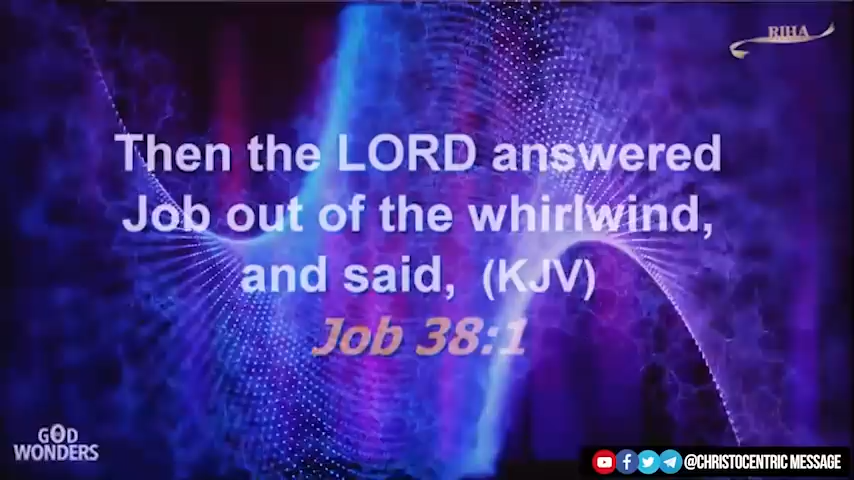 RIHA
Then the LORD answered
Job out of the whirlwind,
and said, (KJV)
Job 38:1
GOD
WONDERS
@CHRISTOCENTRIC MESSAGE